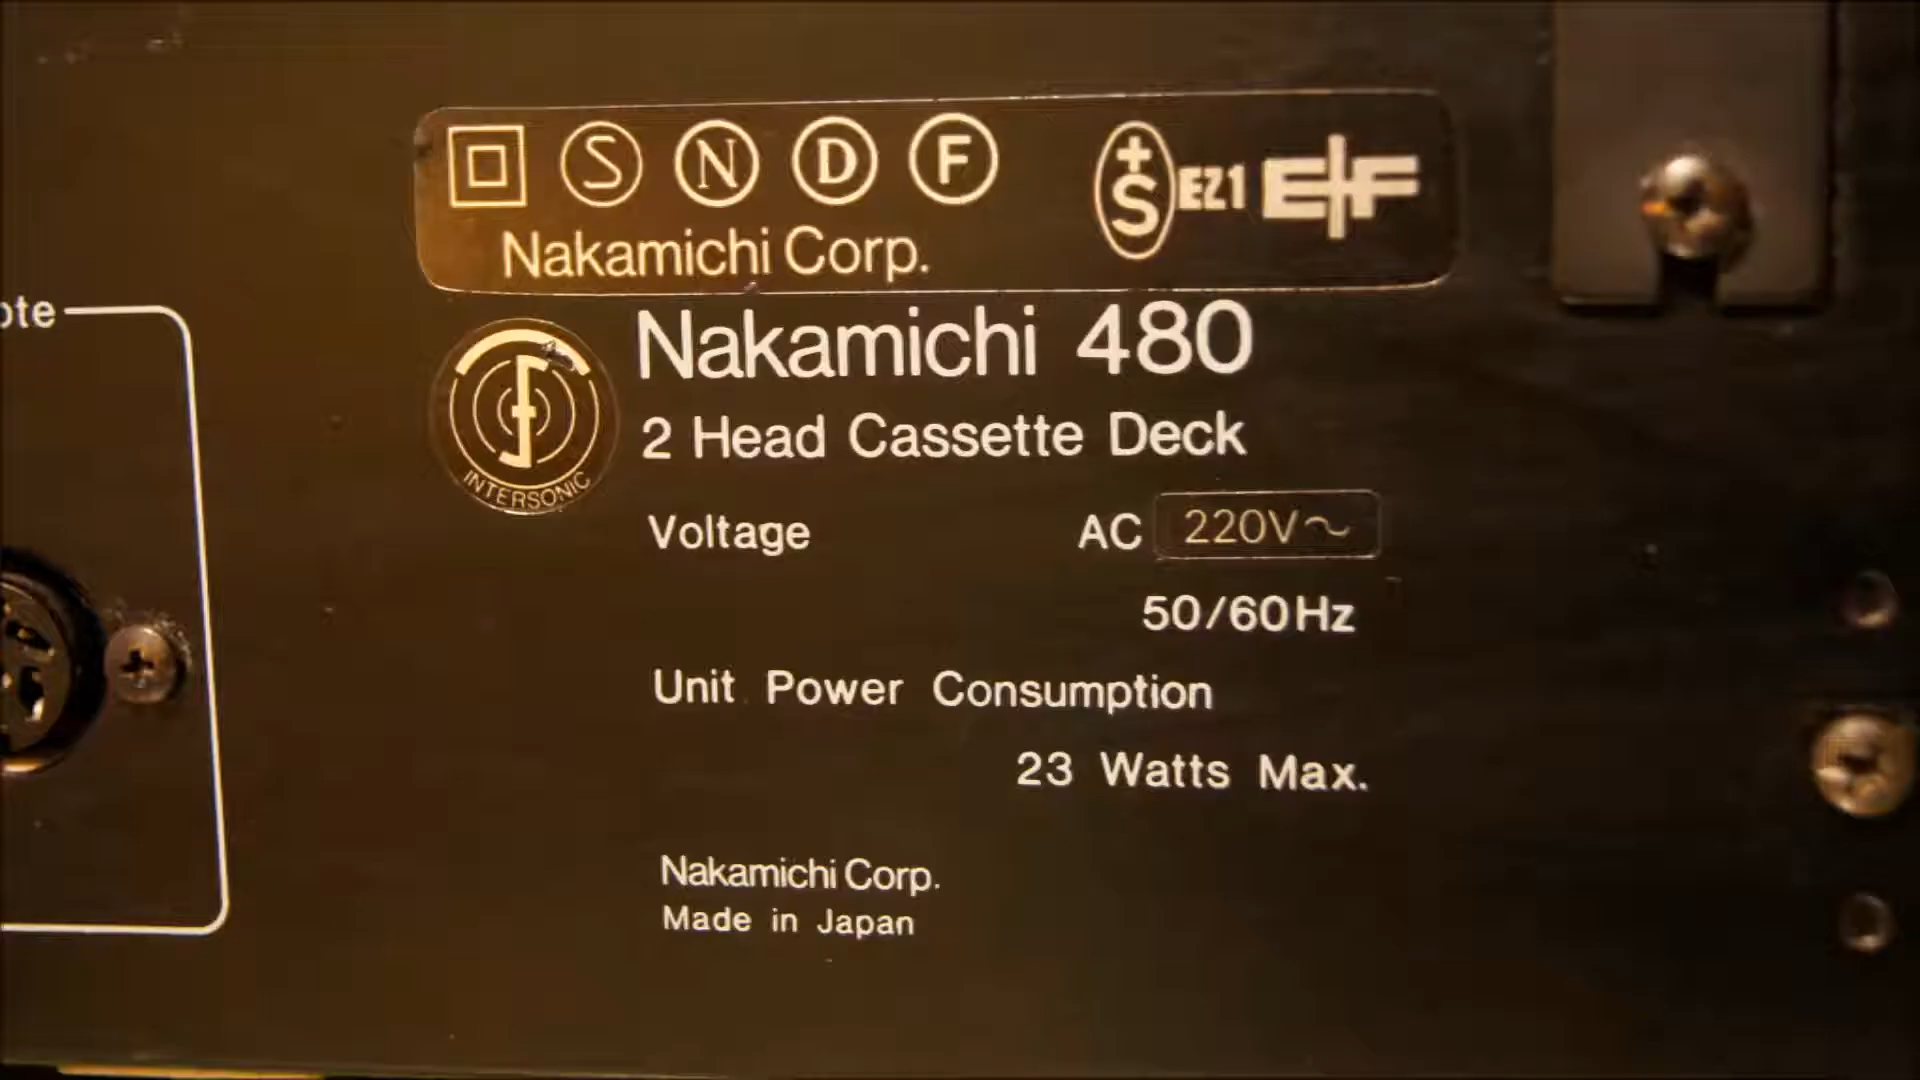 S N D F +S EZ1
Nakamichi Corp.
ote
Nakamichi 480
INTERSONIC
2 Head Cassette Deck
Voltage AC 220V~
50/60Hz
Unit Power Consumption
23 Watts Max.
Nakamichi Corp.
Made in Japan